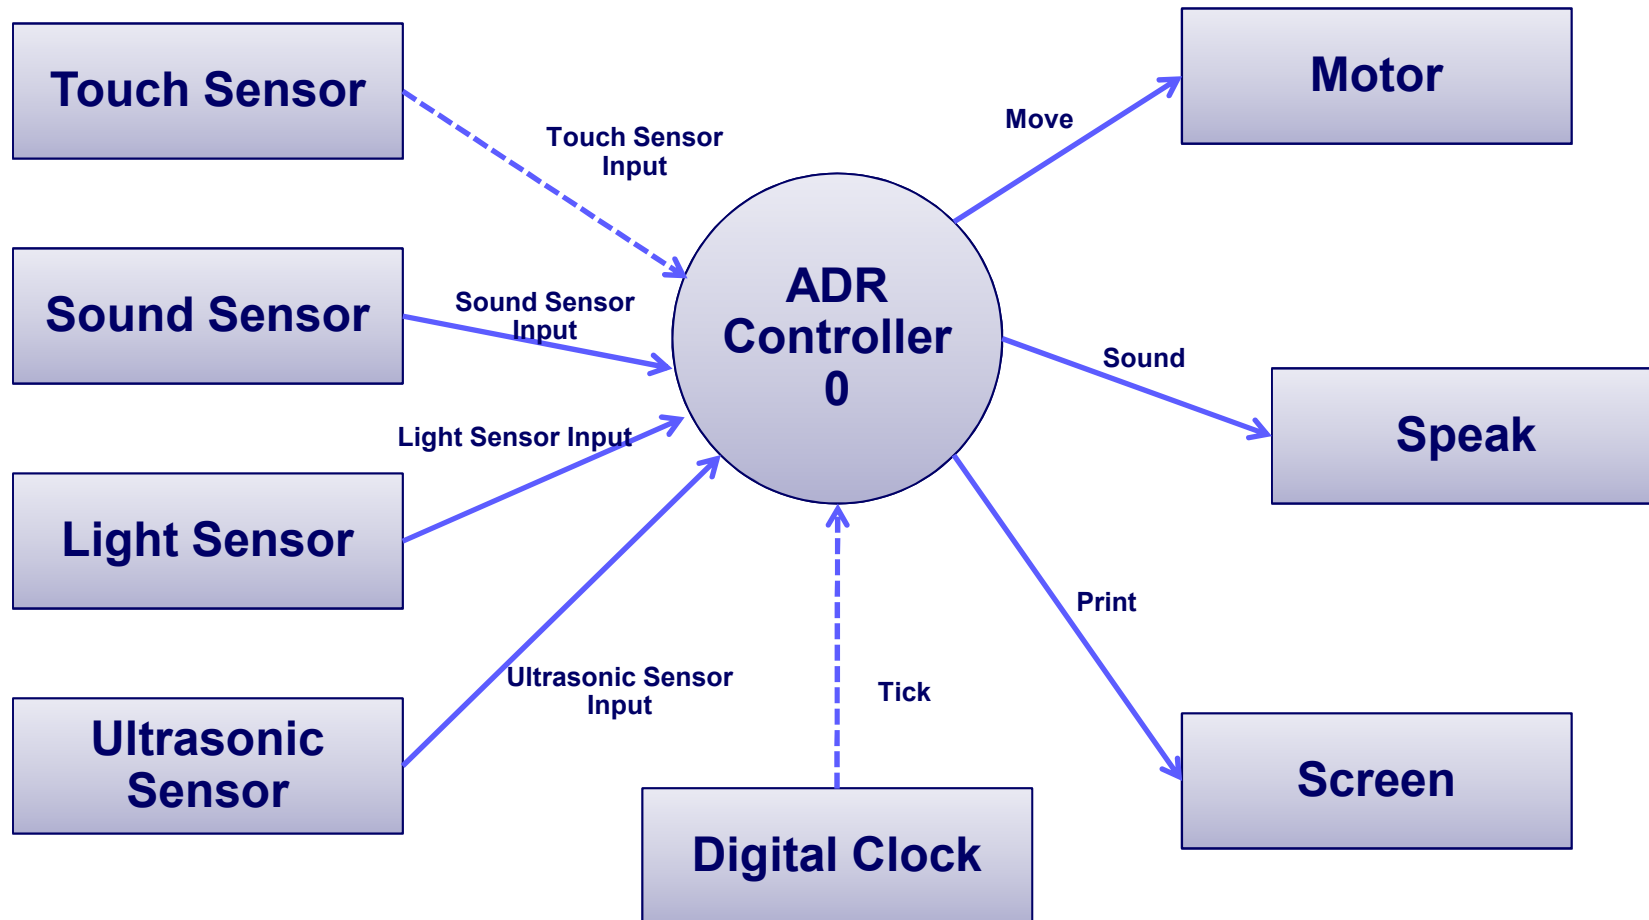 Touch Sensor
Motor
Move
Touch Sensor
Input
Sound Sensor
Sound Sensor
Input
ADR
Controller
0
Sound
Speak
Light Sensor Input
Light Sensor
Print
Ultrasonic Sensor
Input
Tick
Ultrasonic
Sensor
Screen
Digital Clock